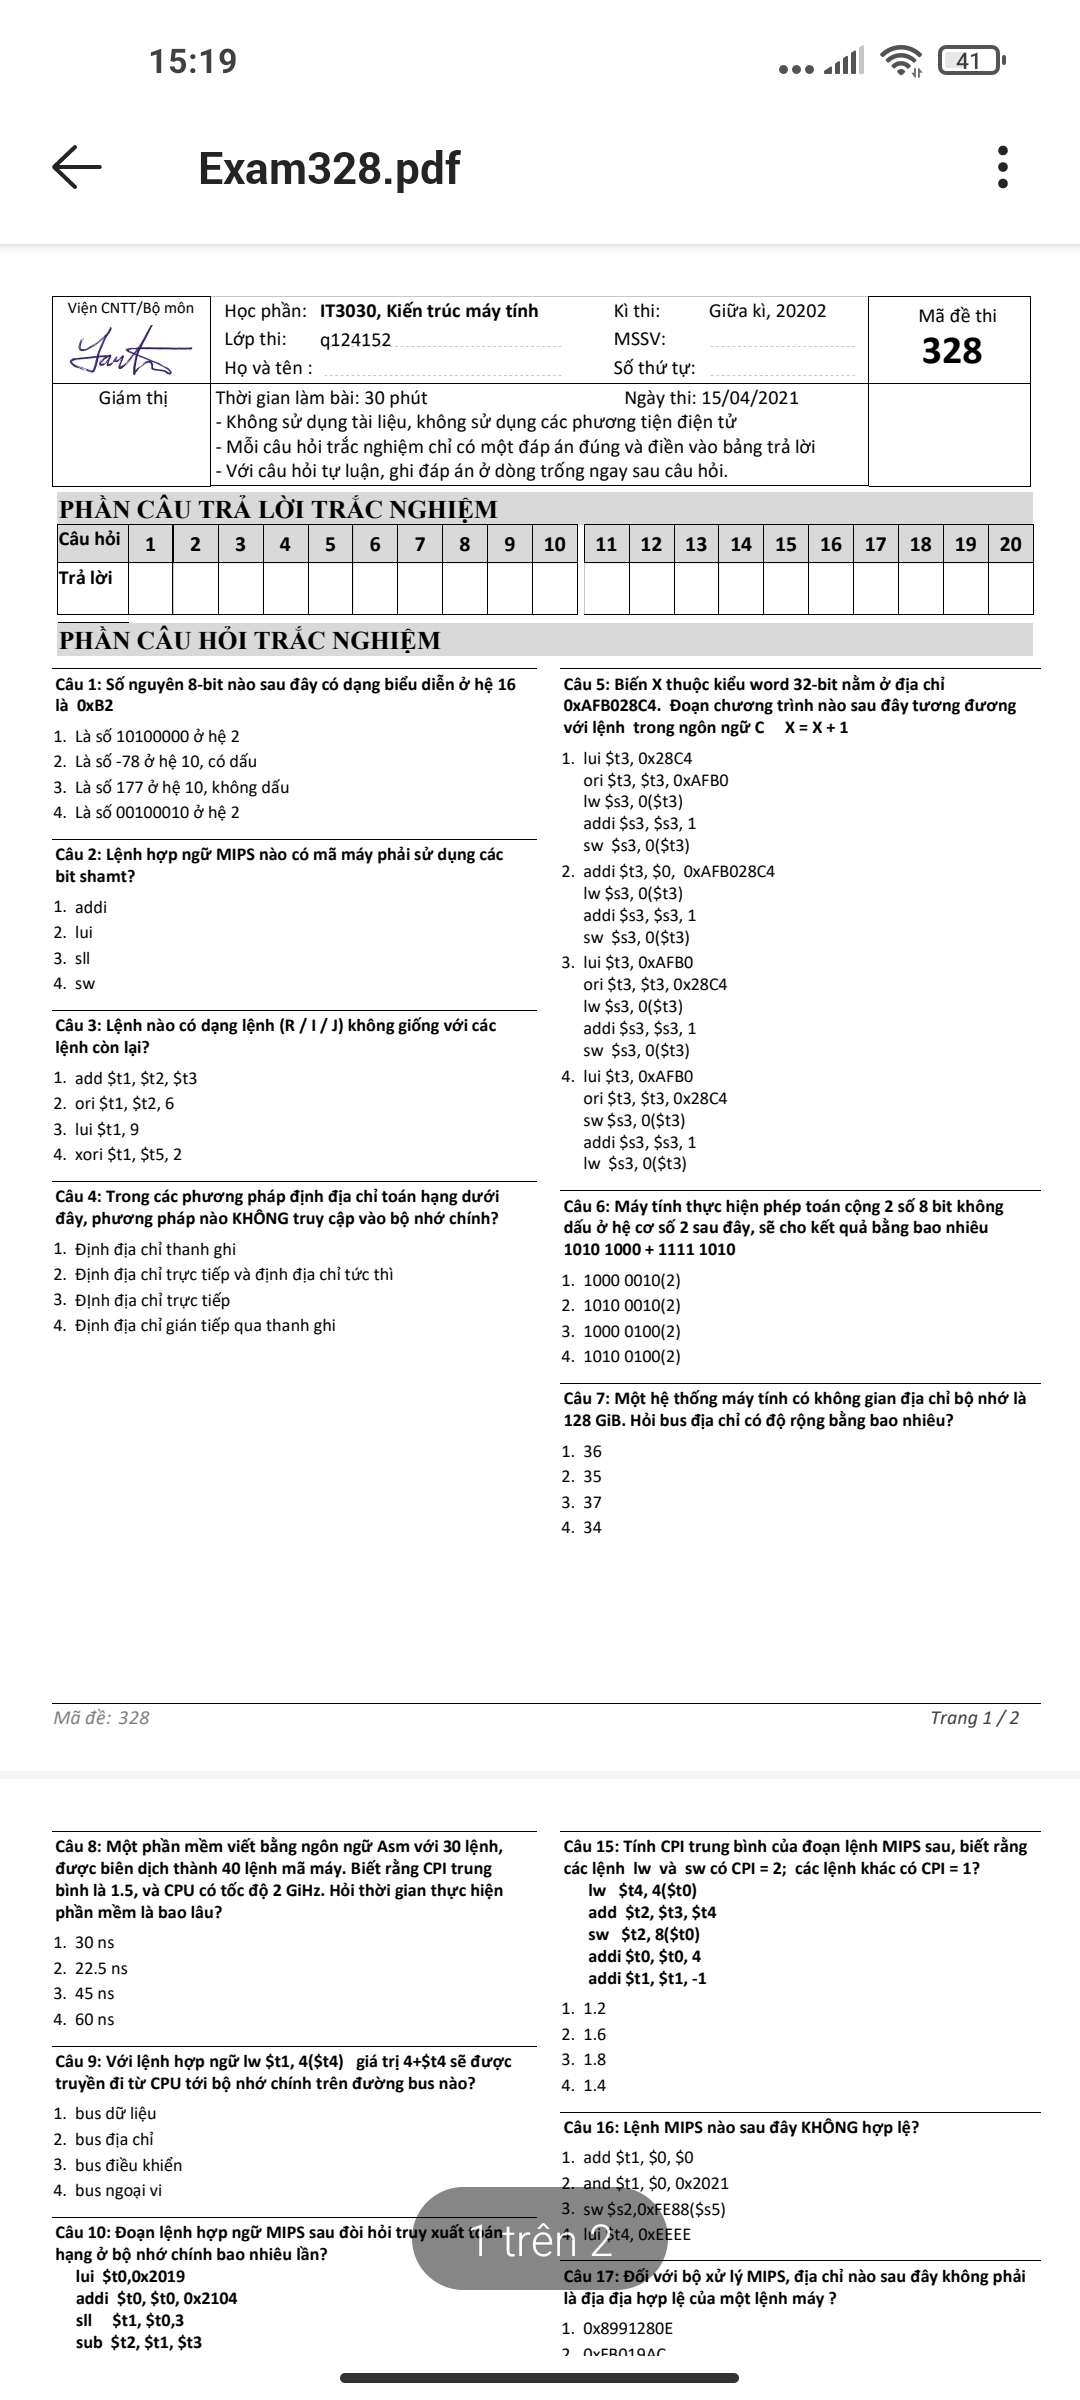 15:19
41
Exam328.pdf
Viện CNTT/Bộ môn
Học phần: IT3030, Kiến trúc máy tính
Kì thi: Giữa kì, 20202
Mã đề thi
Lớp thi: q124152
MSSV:
328
Họ và tên :
Số thứ tự:
Giám thị
Thời gian làm bài: 30 phút
Ngày thi: 15/04/2021
- Không sử dụng tài liệu, không sử dụng các phương tiện điện tử
- Mỗi câu hỏi trắc nghiệm chỉ có một đáp án đúng và điền vào bảng trả lời
- Với câu hỏi tự luận, ghi đáp án ở dòng trống ngay sau câu hỏi.
PHẦN CÂU TRẢ LỜI TRẮC NGHIỆM
Câu hỏi 1 2 3 4 5 6 7 8 9 10 11 12 13 14 15 16 17 18 19 20
Trả lời
PHẦN CÂU HỎI TRẮC NGHIỆM
Câu 1: Số nguyên 8-bit nào sau đây có dạng biểu diễn ở hệ 16
là 0xB2
1. Là số 10100000 ở hệ 2
2. Là số -78 ở hệ 10, có dấu
3. Là số 177 ở hệ 10, không dấu
4. Là số 00100010 ở hệ 2
Câu 2: Lệnh hợp ngữ MIPS nào có mã máy phải sử dụng các
bit shamt?
1. addi
2. lui
3. sll
4. sw
Câu 3: Lệnh nào có dạng lệnh (R / I / J) không giống với các
lệnh còn lại?
1. add $t1, $t2, $t3
2. ori $t1, $t2, 6
3. lui $t1, 9
4. xori $t1, $t5, 2
Câu 4: Trong các phương pháp định địa chỉ toán hạng dưới
đây, phương pháp nào KHÔNG truy cập vào bộ nhớ chính?
1. Định địa chỉ thanh ghi
2. Định địa chỉ trực tiếp và định địa chỉ tức thì
3. ĐỊnh địa chỉ trực tiếp
4. Định địa chỉ gián tiếp qua thanh ghi
Câu 5: Biến X thuộc kiểu word 32-bit nằm ở địa chỉ
0xAFB028C4. Đoạn chương trình nào sau đây tương đương
với lệnh trong ngôn ngữ C X = X + 1
1. lui $t3, 0x28C4
ori $t3, $t3, 0xAFB0
lw $s3, 0($t3)
addi $s3, $s3, 1
sw $s3, 0($t3)
2. addi $t3, $0, 0xAFB028C4
lw $s3, 0($t3)
addi $s3, $s3, 1
sw $s3, 0($t3)
3. lui $t3, 0xAFB0
ori $t3, $t3, 0x28C4
lw $s3, 0($t3)
addi $s3, $s3, 1
sw $s3, 0($t3)
4. lui $t3, 0xAFB0
ori $t3, $t3, 0x28C4
sw $s3, 0($t3)
addi $s3, $s3, 1
lw $s3, 0($t3)
Câu 6: Máy tính thực hiện phép toán cộng 2 số 8 bit không
dấu ở hệ cơ số 2 sau đây, sẽ cho kết quả bằng bao nhiêu
1010 1000 + 1111 1010
1. 1000 0010(2)
2. 1010 0010(2)
3. 1000 0100(2)
4. 1010 0100(2)
Câu 7: Một hệ thống máy tính có không gian địa chỉ bộ nhớ là
128 GiB. Hỏi bus địa chỉ có độ rộng bằng bao nhiêu?
1. 36
2. 35
3. 37
4. 34
Mã đề: 328
Trang 1 / 2
Câu 8: Một phần mềm viết bằng ngôn ngữ Asm với 30 lệnh,
được biên dịch thành 40 lệnh mã máy. Biết rằng CPI trung
bình là 1.5, và CPU có tốc độ 2 GiHz. Hỏi thời gian thực hiện
phần mềm là bao lâu?
1. 30 ns
2. 22.5 ns
3. 45 ns
4. 60 ns
Câu 9: Với lệnh hợp ngữ lw $t1, 4($t4) giá trị 4+$t4 sẽ được
truyền đi từ CPU tới bộ nhớ chính trên đường bus nào?
1. bus dữ liệu
2. bus địa chỉ
3. bus điều khiển
4. bus ngoại vi
Câu 10: Đoạn lệnh hợp ngữ MIPS sau đòi hỏi truy xuất toán
hạng ở bộ nhớ chính bao nhiêu lần?
lui $t0,0x2019
addi $t0, $t0, 0x2104
sll $t1, $t0,3
sub $t2, $t1, $t3
Câu 15: Tính CPI trung bình của đoạn lệnh MIPS sau, biết rằng
các lệnh lw và sw có CPI = 2; các lệnh khác có CPI = 1?
lw $t4, 4($t0)
add $t2, $t3, $t4
sw $t2, 8($t0)
addi $t0, $t0, 4
addi $t1, $t1, -1
1. 1.2
2. 1.6
3. 1.8
4. 1.4
Câu 16: Lệnh MIPS nào sau đây KHÔNG hợp lệ?
1. add $t1, $0, $0
2. and $t1, $0, 0x2021
3. sw $s2,0xFE88($s5)
4. lui $t4, 0xEEEE
1 trên 2
Câu 17: Đối với bộ xử lý MIPS, địa chỉ nào sau đây không phải
là địa địa hợp lệ của một lệnh máy ?
1. 0x8991280E
2. 0xFB019AC